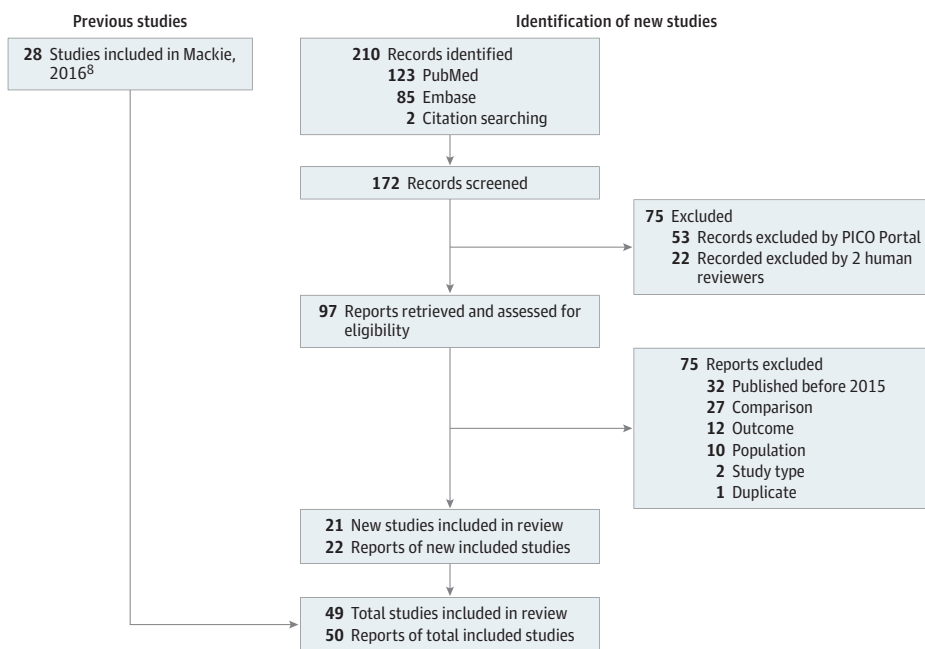 Previous studies
28 Studies included in Mackie,
2016⁸
Identification of new studies
210 Records identified
123 PubMed
85 Embase
2 Citation searching
172 Records screened
75 Excluded
53 Records excluded by PICO Portal
22 Recorded excluded by 2 human
reviewers
97 Reports retrieved and assessed for
eligibility
75 Reports excluded
32 Published before 2015
27 Comparison
12 Outcome
10 Population
2 Study type
1 Duplicate
21 New studies included in review
22 Reports of new included studies
49 Total studies included in review
50 Reports of total included studies